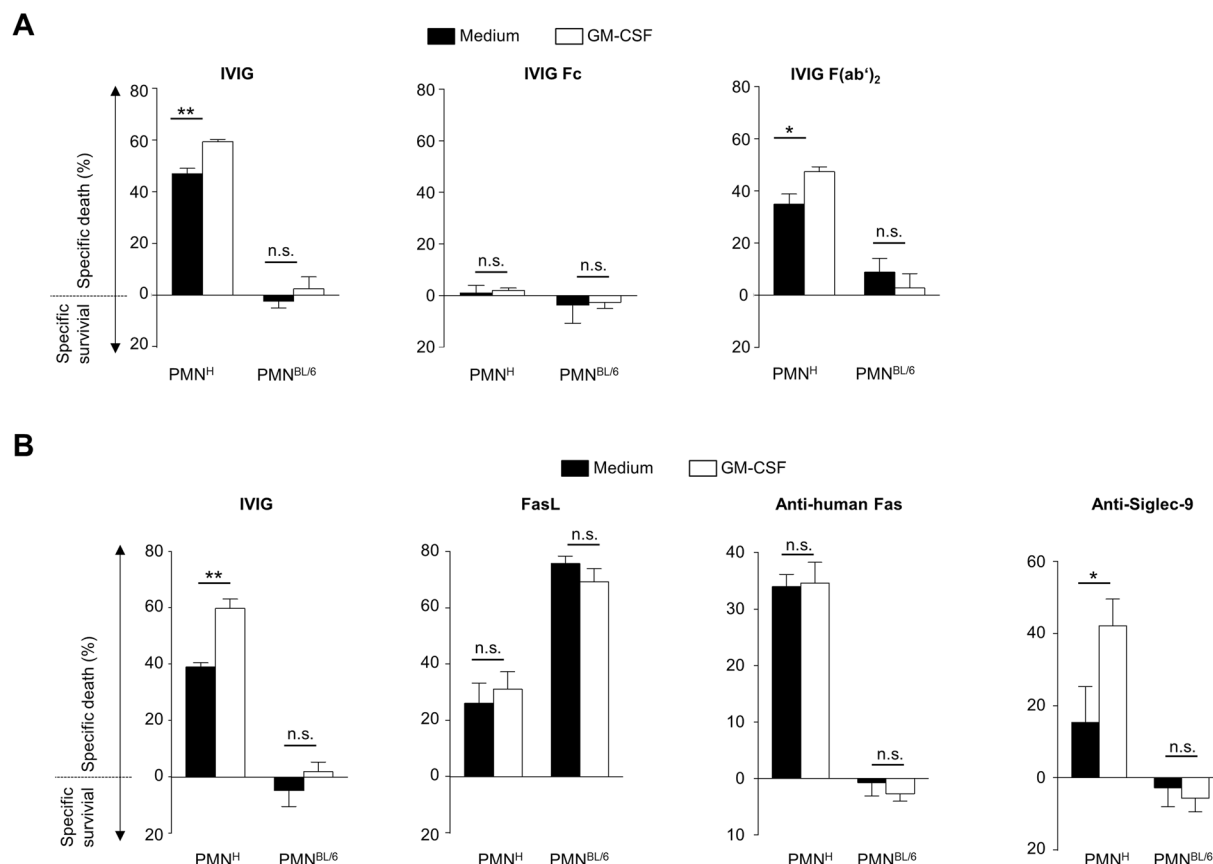 A
Medium GM-CSF
IVIG IVIG Fc IVIG F(ab‘)2
Specific death (%)
Specific
survivial
80 60 40 20 0 20
** n.s.
PMNH PMNBL/6
80 60 40 20 0 20
n.s. n.s.
PMNH PMNBL/6
80 60 40 20 0 20
* n.s.
PMNH PMNBL/6
B
Medium GM-CSF
IVIG FasL Anti-human Fas Anti-Siglec-9
Specific death (%)
Specific
survival
80 60 40 20 0 20
** n.s.
PMNH PMNBL/6
80 60 40 20 0 20
n.s. n.s.
PMNH PMNBL/6
40 30 20 10 0 10
n.s. n.s.
PMNH PMNBL/6
60 40 20 0 20
* n.s.
PMNH PMNBL/6